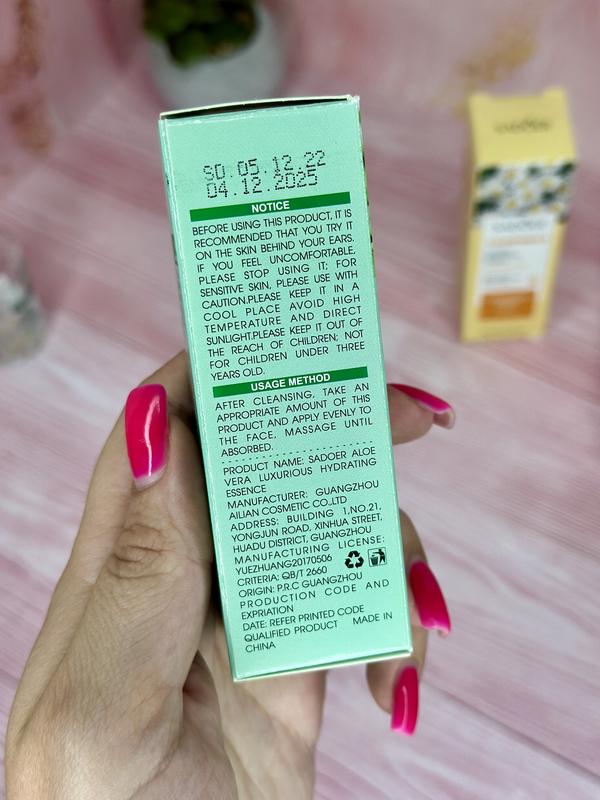 SD.05.12.22
04.12.2025
NOTICE
BEFORE USING THIS PRODUCT, IT IS
RECOMMENDED THAT YOU TRY IT
ON THE SKIN BEHIND YOUR EARS.
IF YOU FEEL UNCOMFORTABLE,
PLEASE STOP USING IT; FOR
SENSITIVE SKIN, PLEASE USE WITH
CAUTION.PLEASE KEEP IT IN A
COOL PLACE AVOID HIGH
TEMPERATURE AND DIRECT
SUNLIGHT.PLEASE KEEP IT OUT OF
THE REACH OF CHILDREN; NOT
FOR CHILDREN UNDER THREE
YEARS OLD.
USAGE METHOD
AFTER CLEANSING, TAKE AN
APPROPRIATE AMOUNT OF THIS
PRODUCT AND APPLY EVENLY TO
THE FACE, MASSAGE UNTIL
ABSORBED.
PRODUCT NAME: SADOER ALOE
VERA LUXURIOUS HYDRATING
ESSENCE
MANUFACTURER: GUANGZHOU
AILIAN COSMETIC CO.,LTD
ADDRESS: BUILDING 1,NO.21,
YONGJUN ROAD, XINHUA STREET,
HUADU DISTRICT, GUANGZHOU
MANUFACTURING LICENSE:
YUEZHUANG20170506
CRITERIA: QB/T 2660
ORIGIN: P.R.C GUANGZHOU
PRODUCTION CODE AND
EXPRIATION
DATE: REFER PRINTED CODE
QUALIFIED PRODUCT MADE IN
CHINA